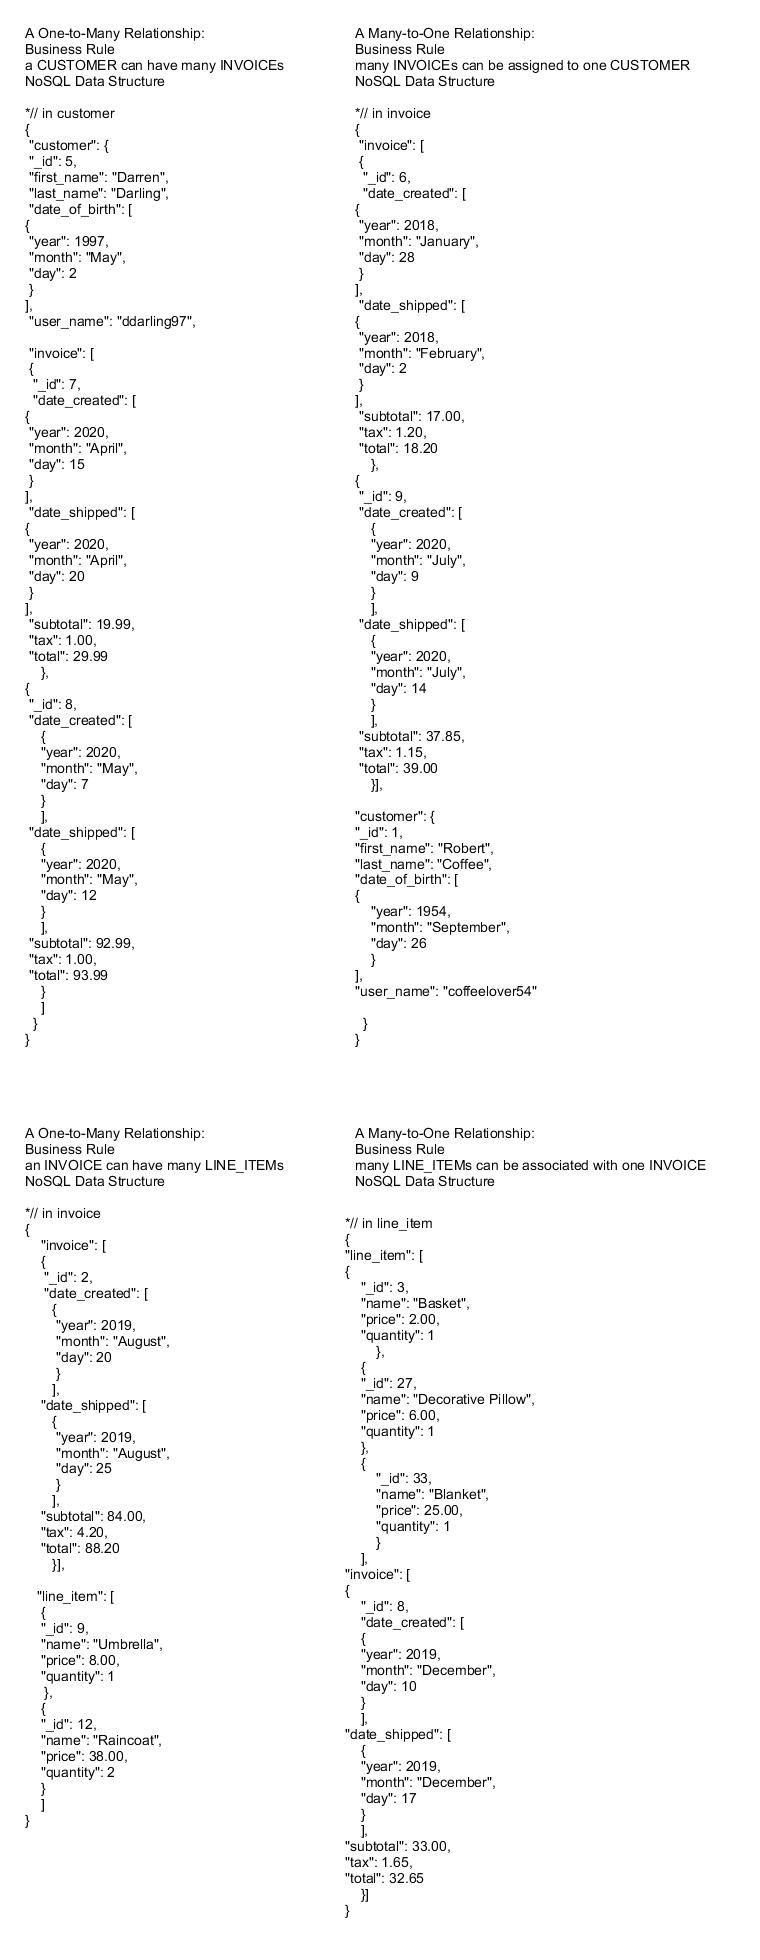 A One-to-Many Relationship:
Business Rule
a CUSTOMER can have many INVOICEs
NoSQL Data Structure
*// in customer
{
"customer": {
"_id": 5,
"first_name": "Darren",
"last_name": "Darling",
"date_of_birth": [
{
"year": 1997,
"month": "May",
"day": 2
}
],
"user_name": "ddarling97",
"invoice": [
{
"_id": 7,
"date_created": [
{
"year": 2020,
"month": "April",
"day": 15
}
],
"date_shipped": [
{
"year": 2020,
"month": "April",
"day": 20
}
],
"subtotal": 19.99,
"tax": 1.00,
"total": 29.99
},
{
"_id": 8,
"date_created": [
{
"year": 2020,
"month": "May",
"day": 7
}
],
"date_shipped": [
{
"year": 2020,
"month": "May",
"day": 12
}
],
"subtotal": 92.99,
"tax": 1.00,
"total": 93.99
}
]
}
}
A Many-to-One Relationship:
Business Rule
many INVOICEs can be assigned to one CUSTOMER
NoSQL Data Structure
*// in invoice
{
"invoice": [
{
"_id": 6,
"date_created": [
{
"year": 2018,
"month": "January",
"day": 28
}
],
"date_shipped": [
{
"year": 2018,
"month": "February",
"day": 2
}
],
"subtotal": 17.00,
"tax": 1.20,
"total": 18.20
},
{
"_id": 9,
"date_created": [
{
"year": 2020,
"month": "July",
"day": 9
}
],
"date_shipped": [
{
"year": 2020,
"month": "July",
"day": 14
}
],
"subtotal": 37.85,
"tax": 1.15,
"total": 39.00
}],
"customer": {
"_id": 1,
"first_name": "Robert",
"last_name": "Coffee",
"date_of_birth": [
{
"year": 1954,
"month": "September",
"day": 26
}
],
"user_name": "coffeelover54"
}
}
A One-to-Many Relationship:
Business Rule
an INVOICE can have many LINE_ITEMs
NoSQL Data Structure
*// in invoice
{
"invoice": [
{
"_id": 2,
"date_created": [
{
"year": 2019,
"month": "August",
"day": 20
}
],
"date_shipped": [
{
"year": 2019,
"month": "August",
"day": 25
}
],
"subtotal": 84.00,
"tax": 4.20,
"total": 88.20
}],
"line_item": [
{
"_id": 9,
"name": "Umbrella",
"price": 8.00,
"quantity": 1
},
{
"_id": 12,
"name": "Raincoat",
"price": 38.00,
"quantity": 2
}
]
}
A Many-to-One Relationship:
Business Rule
many LINE_ITEMs can be associated with one INVOICE
NoSQL Data Structure
*// in line_item
{
"line_item": [
{
"_id": 3,
"name": "Basket",
"price": 2.00,
"quantity": 1
},
{
"_id": 27,
"name": "Decorative Pillow",
"price": 6.00,
"quantity": 1
},
{
"_id": 33,
"name": "Blanket",
"price": 25.00,
"quantity": 1
}
],
"invoice": [
{
"_id": 8,
"date_created": [
{
"year": 2019,
"month": "December",
"day": 10
}
],
"date_shipped": [
{
"year": 2019,
"month": "December",
"day": 17
}
],
"subtotal": 33.00,
"tax": 1.65,
"total": 32.65
}]
}